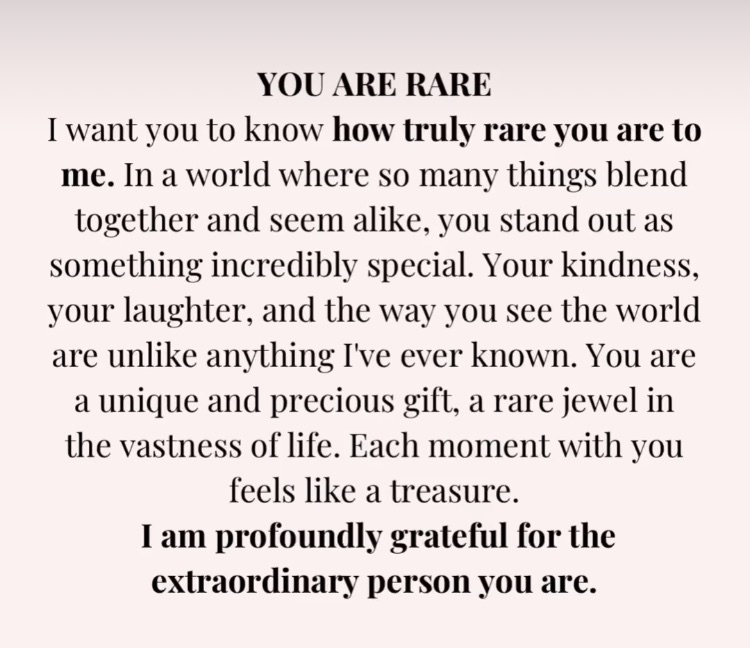 YOU ARE RARE
I want you to know how truly rare you are to
me. In a world where so many things blend
together and seem alike, you stand out as
something incredibly special. Your kindness,
your laughter, and the way you see the world
are unlike anything I've ever known. You are
a unique and precious gift, a rare jewel in
the vastness of life. Each moment with you
feels like a treasure.
I am profoundly grateful for the
extraordinary person you are.